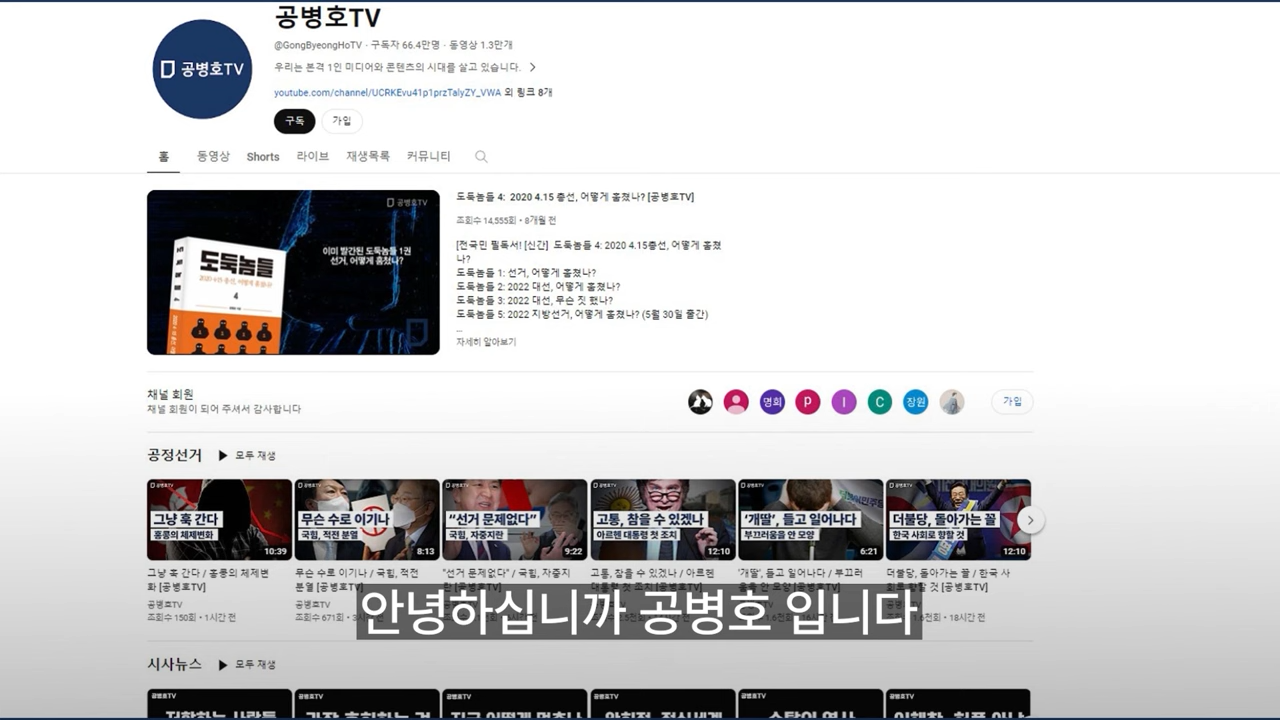 공병호TV
@GongByeongHoTV · 구독자 66.4만명 · 동영상 1.3만개
우리는 본격 1인 미디어와 콘텐츠의 시대를 살고 있습니다.
youtube.com/channel/UCRKEvu41p1przTalyZY_VWA 외 링크 8개
구독 가입
공병호TV
홈 동영상 Shorts 라이브 재생목록 커뮤니티
공병호TV
이미 발간된 도둑놈들 1권
선거, 어떻게 훔쳤나?
도둑놈들
4
도둑놈들 4: 2020 4.15 총선, 어떻게 훔쳤나? [공병호TV]
조회수 14,555회 • 8개월 전
[전국민 필독서! [신간] 도둑놈들 4: 2020 4.15총선, 어떻게 훔쳤
나?
도둑놈들 1: 선거, 어떻게 훔쳤나?
도둑놈들 2: 2022 대선, 어떻게 훔쳤나?
도둑놈들 3: 2022 대선, 무슨 짓 했나?
도둑놈들 5: 2022 지방선거, 어떻게 훔쳤나? (5월 30일 출간)
...
자세히 알아보기
채널 회원
채널 회원이 되어 주셔서 감사합니다
명희 P I C 장원 가입
공정선거 모두 재생
그냥 훅 간다
홍콩의 체제변화
10:39
무슨 수로 이기나
국힘, 적전 분열
8:13
"선거 문제없다"
국힘, 자중지란
9:22
고통, 참을 수 있겠나
아르헨 대통령 첫 조치
12:10
'개딸', 들고 일어나다
부끄러움을 안 모양
6:21
더불당, 돌아가는 꼴
한국 사회로 향할 것
12:10
그냥 훅 간다 / 홍콩의 체제변
화 [공병호TV]
공병호TV
조회수 150회 • 1시간 전
무슨 수로 이기나 / 국힘, 적전
분열 [공병호TV]
공병호TV
조회수 671회 • 3시간 전
"선거 문제없다" / 국힘, 자중지
고통, 참을 수 있겠나 / 아르헨
'개딸', 들고 일어나다 / 부끄러
더불당, 돌아가는 꼴 / 한국 사
안녕하십니까 공병호 입니다
18시간 전
시사뉴스 모두 재생
공병호TV 공병호TV 공병호TV 공병호TV 공병호TV 공병호TV